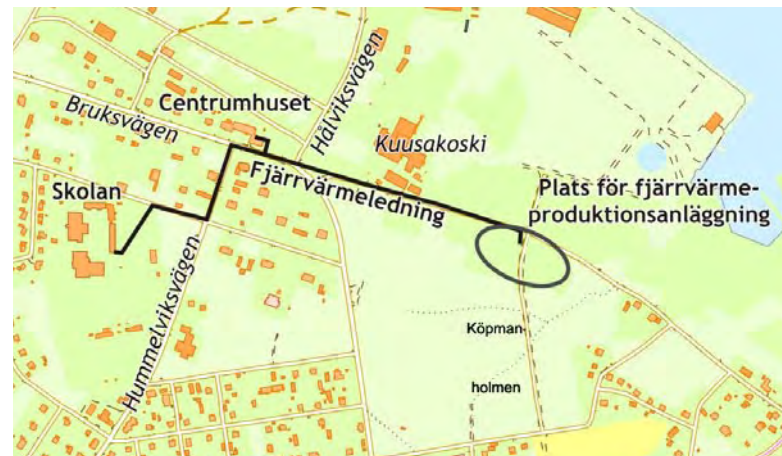 Centrumhuset
Hålviksvägen
Bruksvägen
Kuusakoski
Skolan
Fjärrvärmeledning
Plats för fjärrvärme-
produktionsanläggning
Hummelviksvägen
Köpman-
holmen